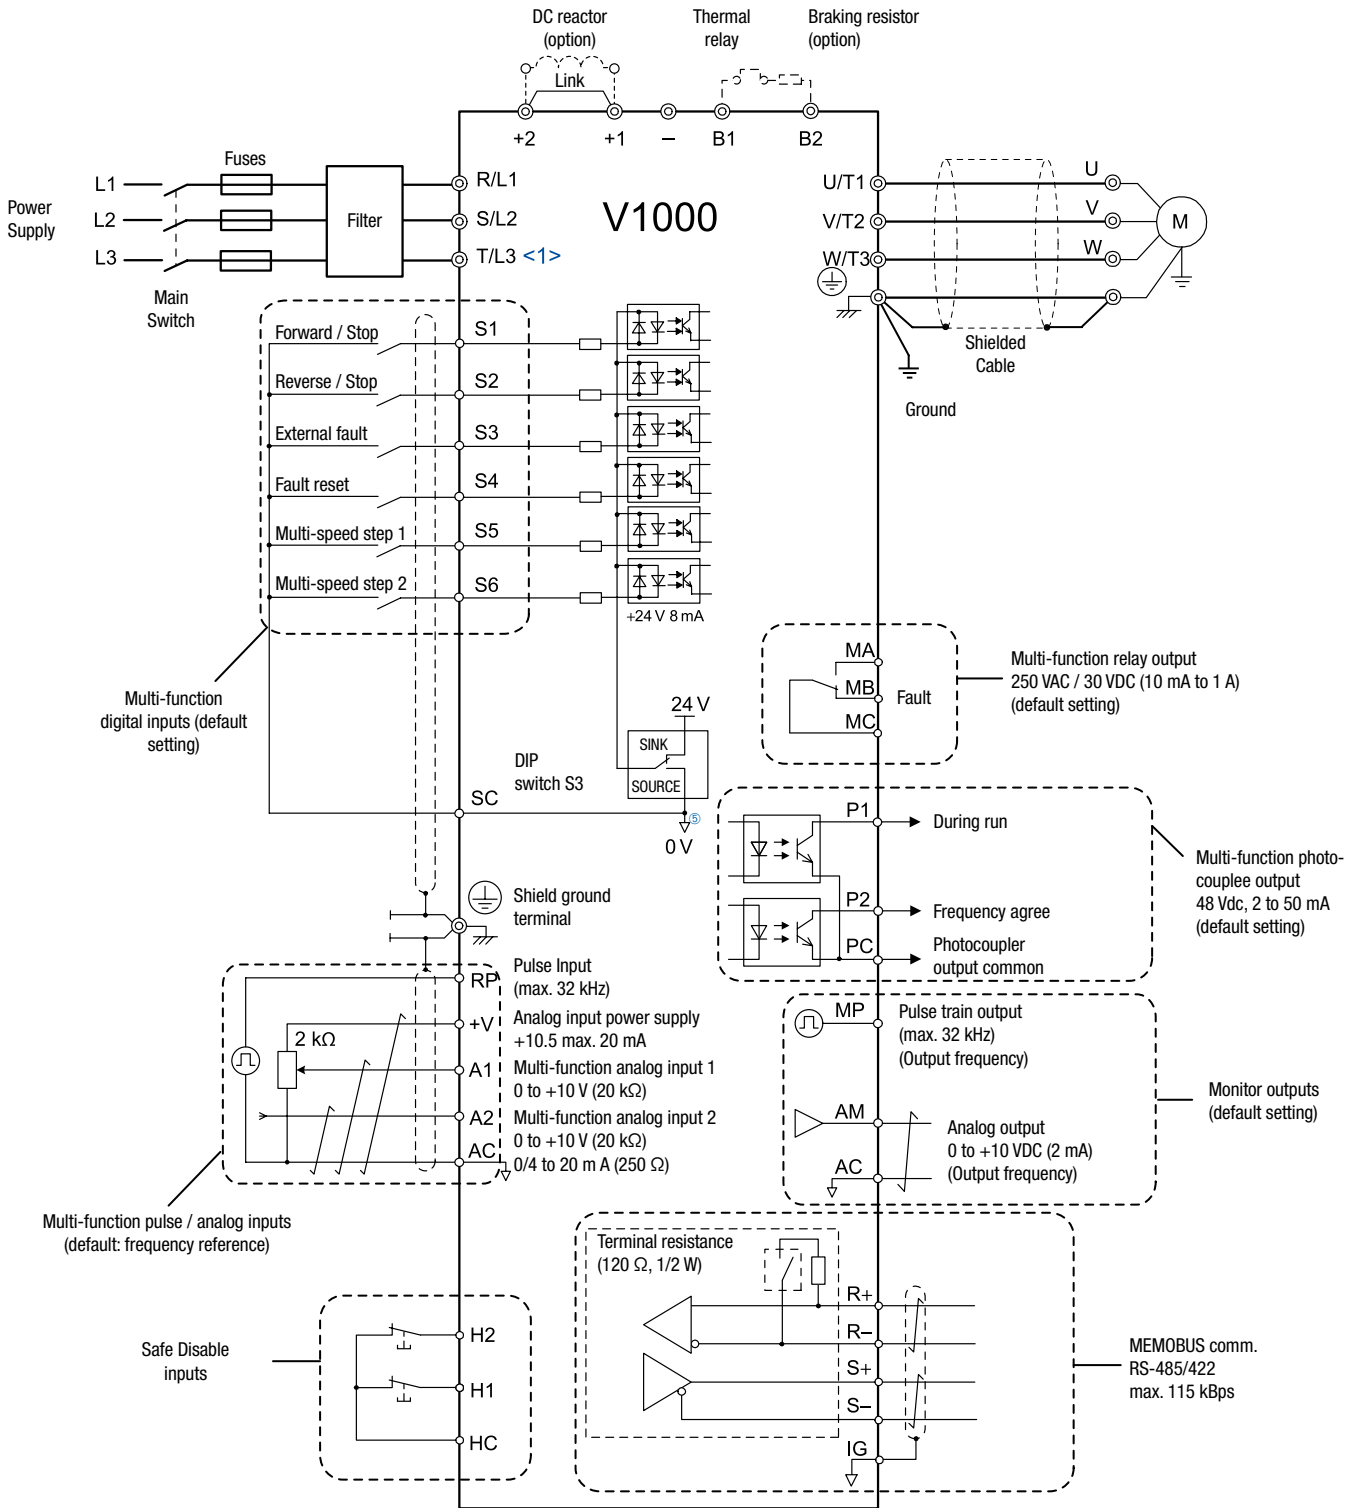 DC reactor
(option)
Thermal
relay
Braking resistor
(option)
Link
+2
+1
–
B1
B2
Fuses
Power
Supply
L1
L2
L3
Filter
R/L1
S/L2
T/L3 <1>
Main
Switch
V1000
U/T1
V/T2
W/T3
U
V
W
M
Shielded
Cable
Ground
Forward / Stop
S1
Reverse / Stop
S2
External fault
S3
Fault reset
S4
Multi-speed step 1
S5
Multi-speed step 2
S6
+24 V 8 mA
Multi-function
digital inputs (default
setting)
DIP
switch S3
24 V
SINK
SOURCE
SC
⑤
0 V
MA
MB
MC
Fault
Multi-function relay output
250 VAC / 30 VDC (10 mA to 1 A)
(default setting)
P1
During run
P2
Frequency agree
PC
Photocoupler
output common
Multi-function photo-
couplee output
48 Vdc, 2 to 50 mA
(default setting)
Shield ground
terminal
RP
Pulse Input
(max. 32 kHz)
+V
Analog input power supply
+10.5 max. 20 mA
2 kΩ
A1
Multi-function analog input 1
0 to +10 V (20 kΩ)
A2
Multi-function analog input 2
0 to +10 V (20 kΩ)
0/4 to 20 m A (250 Ω)
AC
Multi-function pulse / analog inputs
(default: frequency reference)
MP
Pulse train output
(max. 32 kHz)
(Output frequency)
AM
Analog output
0 to +10 VDC (2 mA)
(Output frequency)
AC
Monitor outputs
(default setting)
Terminal resistance
(120 Ω, 1/2 W)
R+
R–
S+
S–
IG
MEMOBUS comm.
RS-485/422
max. 115 kBps
Safe Disable
inputs
H2
H1
HC